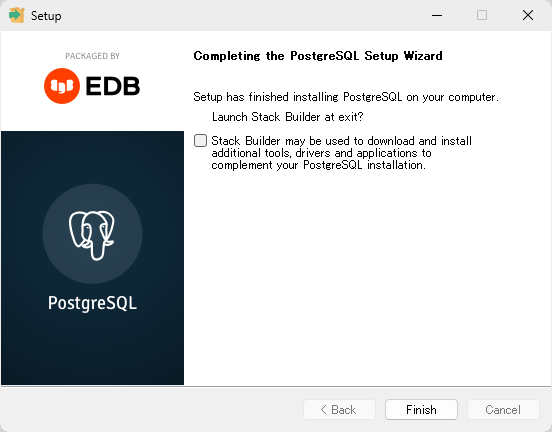 Setup
PACKAGED BY
EDB
PostgreSQL
Completing the PostgreSQL Setup Wizard
Setup has finished installing PostgreSQL on your computer.
Launch Stack Builder at exit?
Stack Builder may be used to download and install
additional tools, drivers and applications to
complement your PostgreSQL installation.
< Back
Finish
Cancel